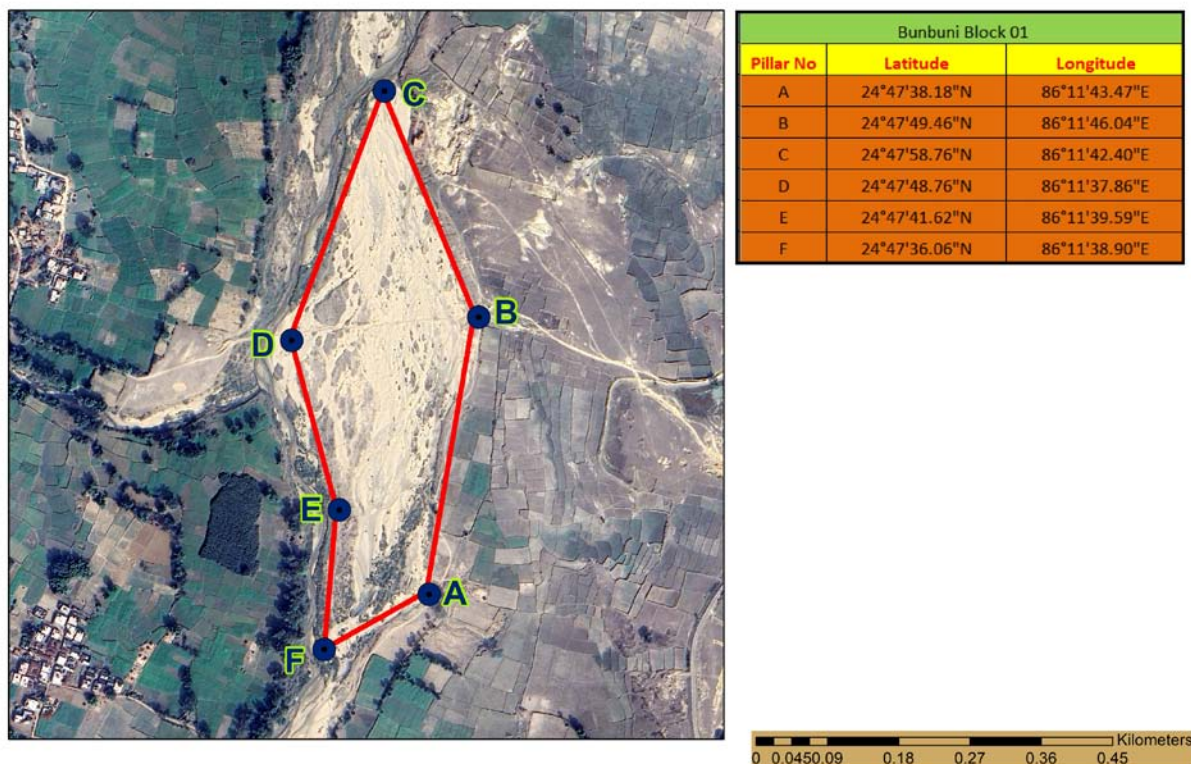 C
B
D
E
A
F
Bunbuni Block 01
Pillar No Latitude Longitude
A 24°47'38.18"N 86°11'43.47"E
B 24°47'49.46"N 86°11'46.04"E
C 24°47'58.76"N 86°11'42.40"E
D 24°47'48.76"N 86°11'37.86"E
E 24°47'41.62"N 86°11'39.59"E
F 24°47'36.06"N 86°11'38.90"E
Kilometers
0 0.0450.09 0.18 0.27 0.36 0.45